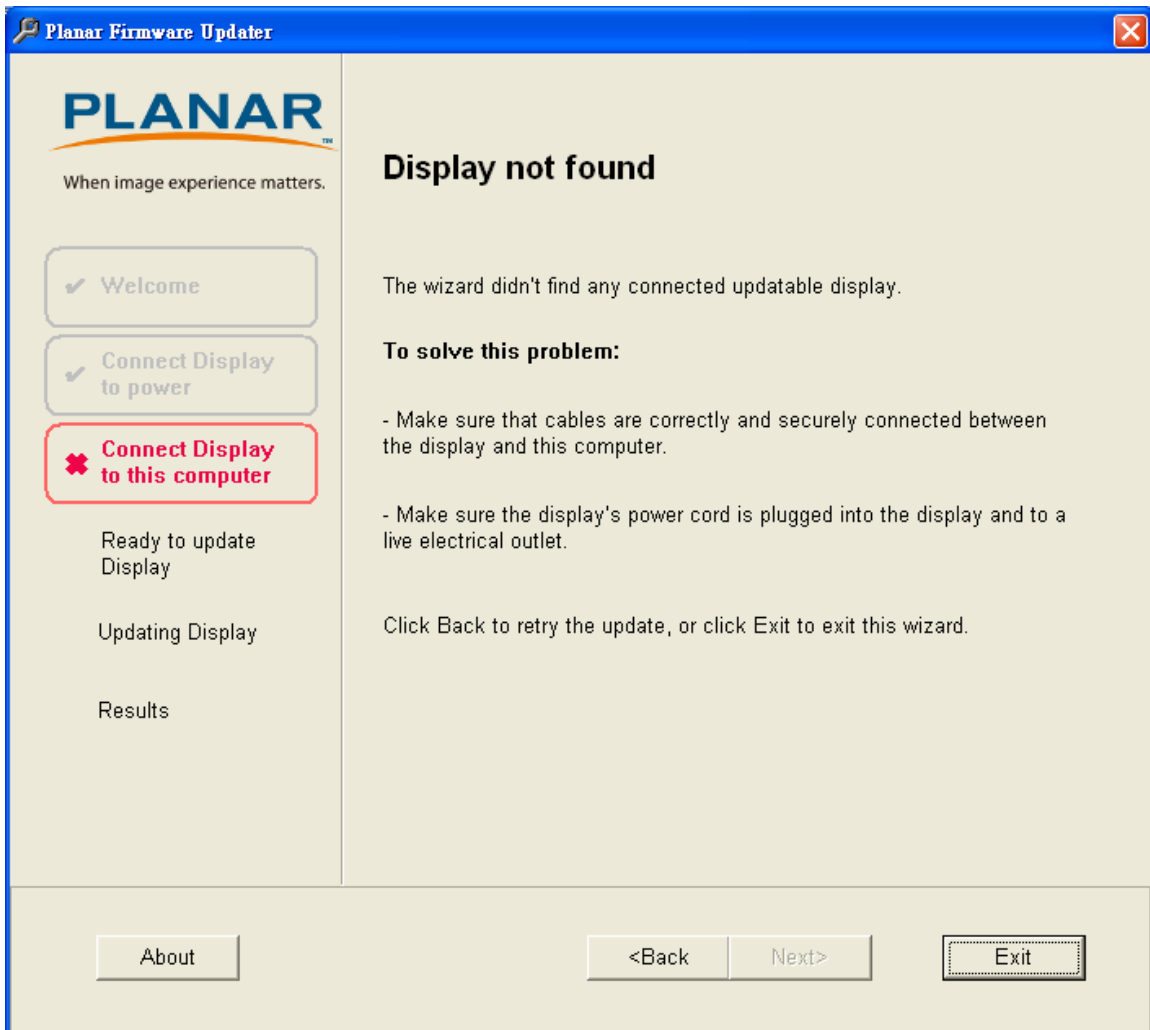 Planar Firmware Updater
PLANAR
TM
When image experience matters.
✔ Welcome
✔ Connect Display
to power
✖ Connect Display
to this computer
Ready to update
Display
Updating Display
Results
Display not found
The wizard didn't find any connected updatable display.
To solve this problem:
- Make sure that cables are correctly and securely connected between
the display and this computer.
- Make sure the display's power cord is plugged into the display and to a
live electrical outlet.
Click Back to retry the update, or click Exit to exit this wizard.
About
<Back
Next>
Exit